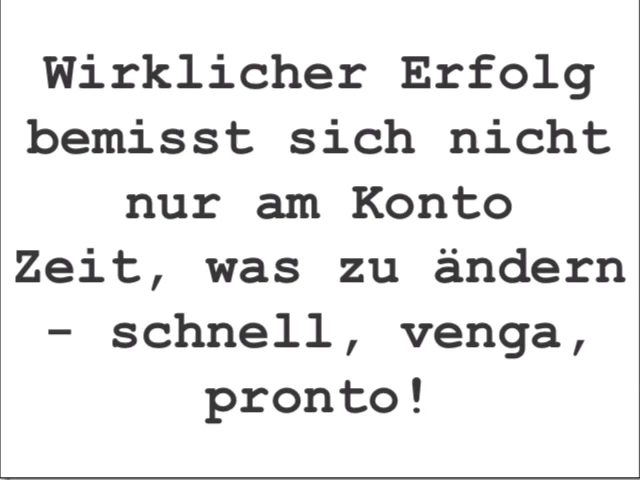 Wirklicher Erfolg
bemisst sich nicht
nur am Konto
Zeit, was zu ändern
- schnell, venga,
pronto!